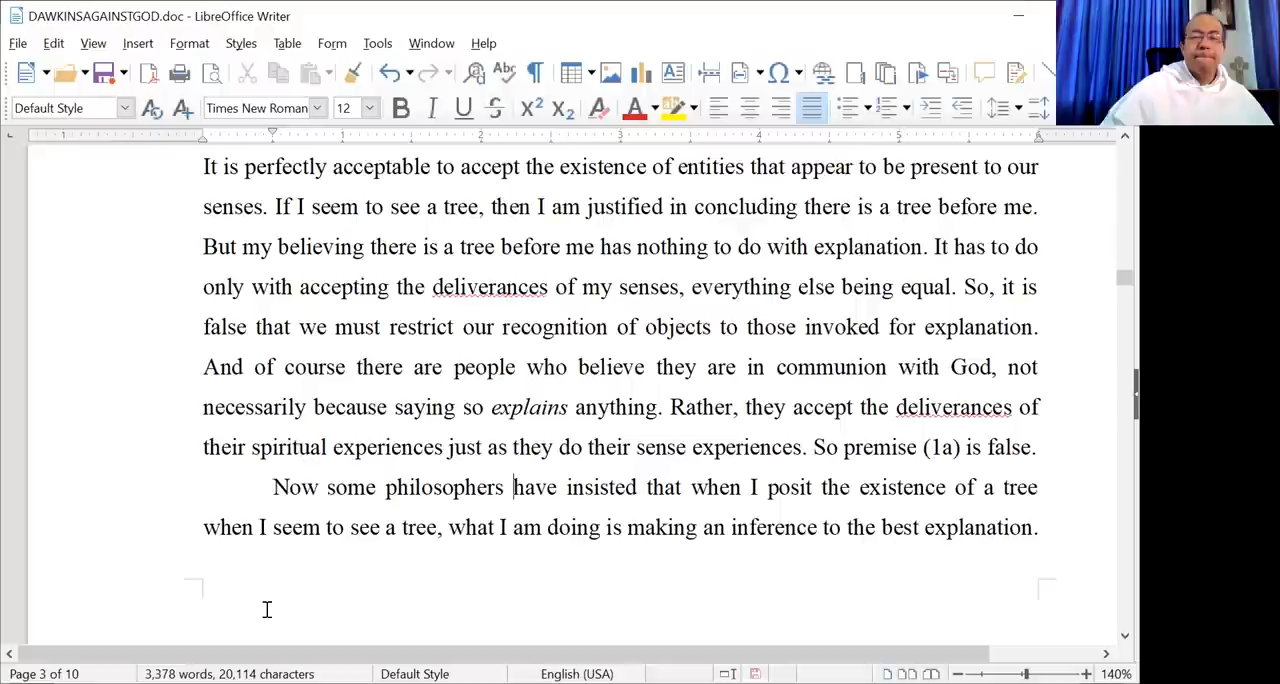 DAWKINSAGAINSTGOD.doc - LibreOffice Writer
File Edit View Insert Format Styles Table Form Tools Window Help
Default Style Times New Roman 12
1 1 2 3 4 5 6
It is perfectly acceptable to accept the existence of entities that appear to be present to our
senses. If I seem to see a tree, then I am justified in concluding there is a tree before me.
But my believing there is a tree before me has nothing to do with explanation. It has to do
only with accepting the deliverances of my senses, everything else being equal. So, it is
false that we must restrict our recognition of objects to those invoked for explanation.
And of course there are people who believe they are in communion with God, not
necessarily because saying so explains anything. Rather, they accept the deliverances of
their spiritual experiences just as they do their sense experiences. So premise (1a) is false.
Now some philosophers have insisted that when I posit the existence of a tree
when I seem to see a tree, what I am doing is making an inference to the best explanation.
Page 3 of 10 3,378 words, 20,114 characters Default Style English (USA) 140%